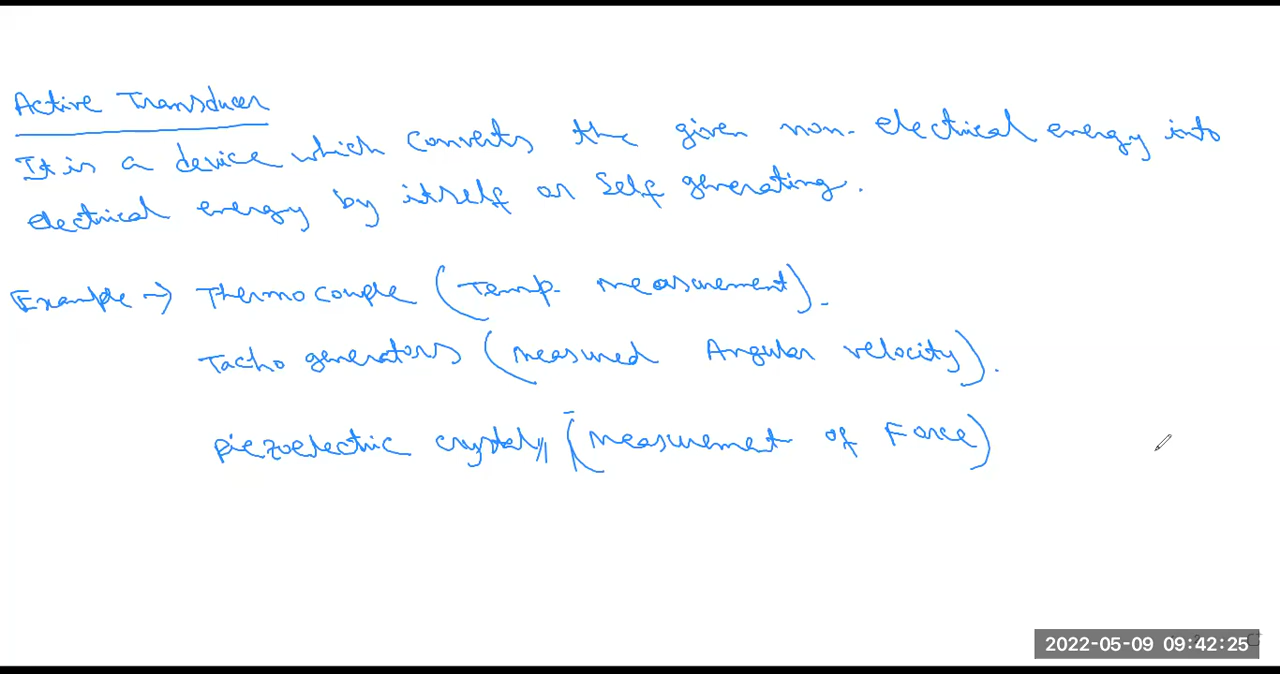 Active Transducer
It is a device which converts the given non-electrical energy into
electrical energy by itself or self generating.
Example → Thermocouple (Temp. measurement).
Tacho generators (measured Angular velocity).
piezoelectric crystal, (measurement of Force)
2022-05-09 09:42:25